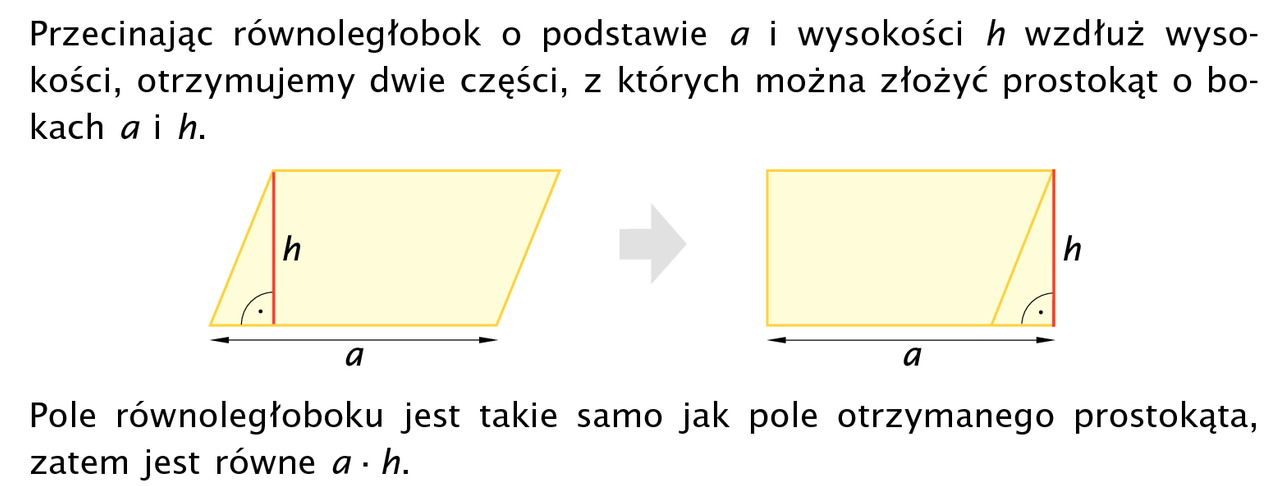 Przecinając równoległobok o podstawie a i wysokości h wzdłuż wyso-
kości, otrzymujemy dwie części, z których można złożyć prostokąt o bo-
kach a i h.
h
h
a
a
Pole równoległoboku jest takie samo jak pole otrzymanego prostokąta,
zatem jest równe a · h.